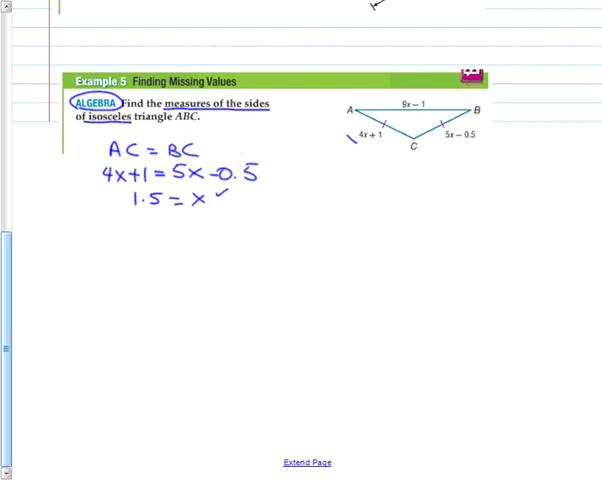 Example 5 Finding Missing Values
ALGEBRA Find the measures of the sides
of isosceles triangle ABC.
A
9x – 1
B
4x + 1
5x – 0.5
C
AC = BC
4x+1 = 5x -0.5
1.5 = x ✓
Extend Page